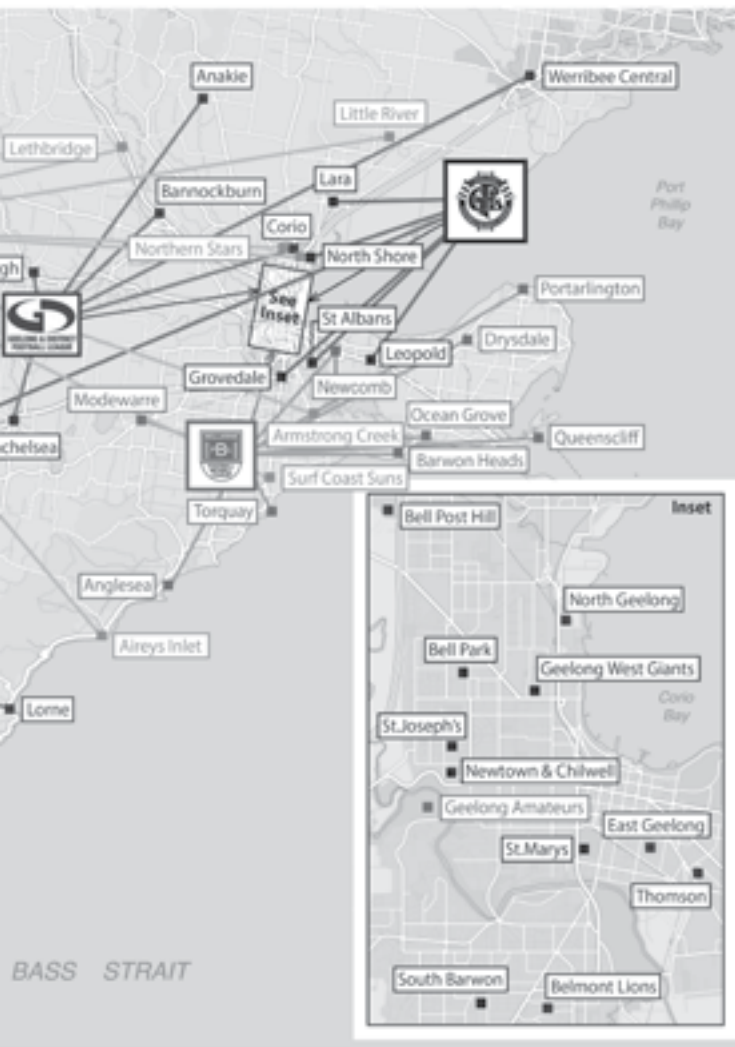 Anakie
Werribee Central
Little River
Lethbridge
Lara
Bannockburn
Port
Phillip
Bay
Corio
Northern Stars
North Shore
gh
See
Inset
Portarlington
St Albans
Drysdale
Leopold
Grovedale
Newcomb
Modewarre
Ocean Grove
chelsea
Armstrong Creek
Queenscliff
Barwon Heads
Surf Coast Suns
Torquay
Anglesea
Aireys Inlet
Lorne
BASS STRAIT
Inset
Bell Post Hill
North Geelong
Bell Park
Geelong West Giants
Corio
Bay
St.Joseph's
Newtown & Chilwell
Geelong Amateurs
East Geelong
St.Marys
Thomson
South Barwon
Belmont Lions